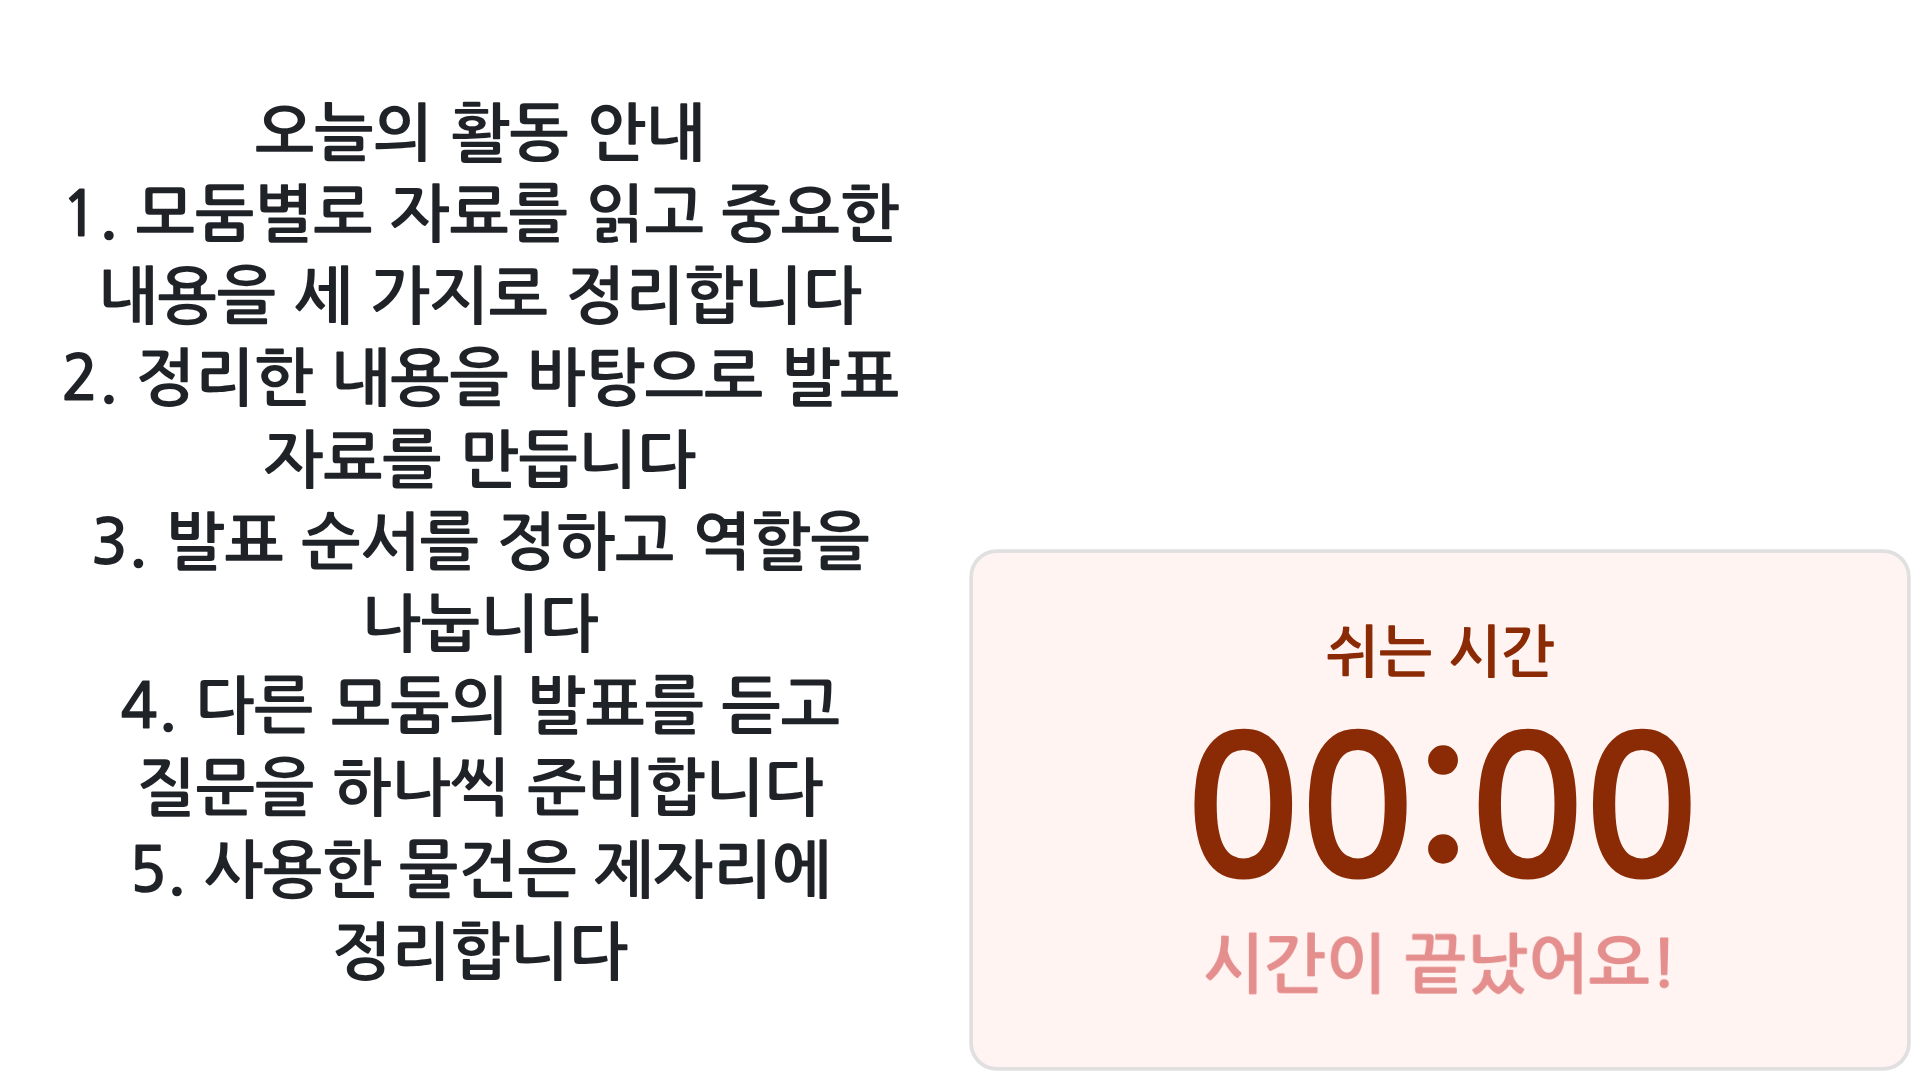 오늘의 활동 안내
1. 모둠별로 자료를 읽고 중요한
내용을 세 가지로 정리합니다
2. 정리한 내용을 바탕으로 발표
자료를 만듭니다
3. 발표 순서를 정하고 역할을
나눕니다
4. 다른 모둠의 발표를 듣고
질문을 하나씩 준비합니다
5. 사용한 물건은 제자리에
정리합니다
쉬는 시간
00:00
시간이 끝났어요!